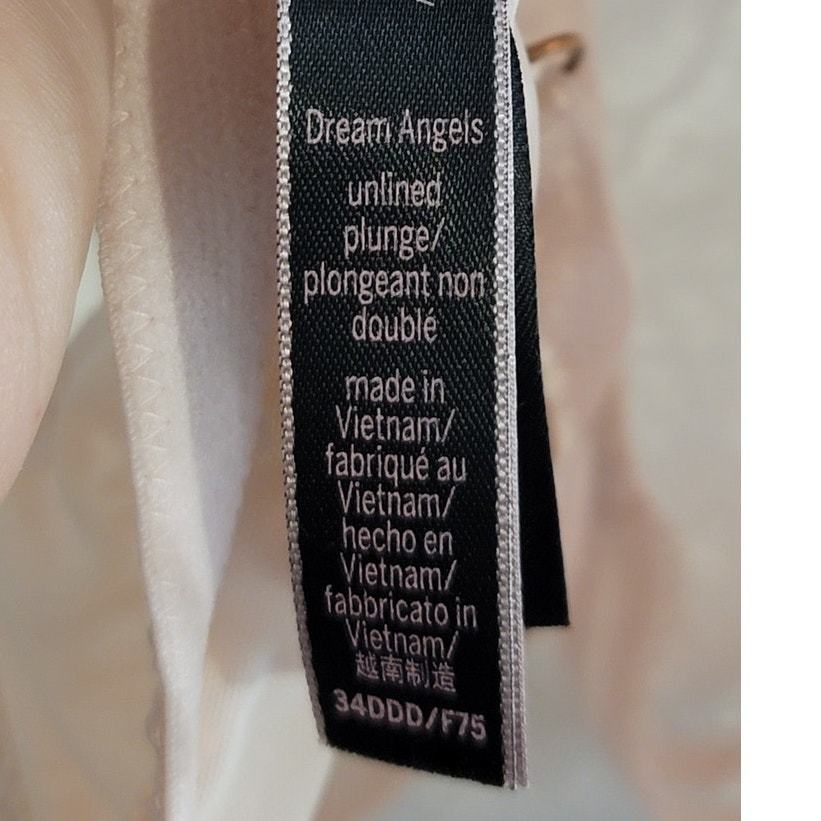 Dream Angels
unlined
plunge/
plongeant non
doublé
made in
Vietnam/
fabriqué au
Vietnam/
hecho en
Vietnam/
fabbricato in
Vietnam/
越南制造
34DDD/F75